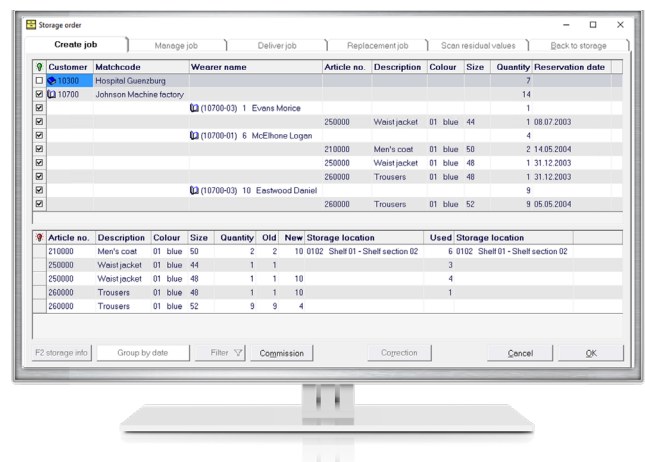 Storage order
Create job Manage job Deliver job Replacement job Scan residual values Back to storage
Customer Matchcode Wearer name Article no. Description Colour Size Quantity Reservation date
10300 Hospital Guenzburg 7
10700 Johnson Machine factory 14
(10700-03) 1 Evans Morice 1
250000 Waist jacket 01 blue 44 1 08.07.2003
(10700-01) 6 McElhone Logan 4
210000 Men's coat 01 blue 50 2 14.05.2004
250000 Waist jacket 01 blue 48 1 31.12.2003
260000 Trousers 01 blue 48 1 31.12.2003
(10700-03) 10 Eastwood Daniel 9
260000 Trousers 01 blue 52 9 05.05.2004
Article no. Description Colour Size Quantity Old New Storage location Used Storage location
210000 Men's coat 01 blue 50 2 2 10 0102 Shelf 01 - Shelf section 02 6 0102 Shelf 01 - Shelf section 02
250000 Waist jacket 01 blue 44 1 1 3
250000 Waist jacket 01 blue 48 1 1 10 4
260000 Trousers 01 blue 48 1 1 10 1
260000 Trousers 01 blue 52 9 9 4
F2 storage info Group by date Filter Commission Correction Cancel OK